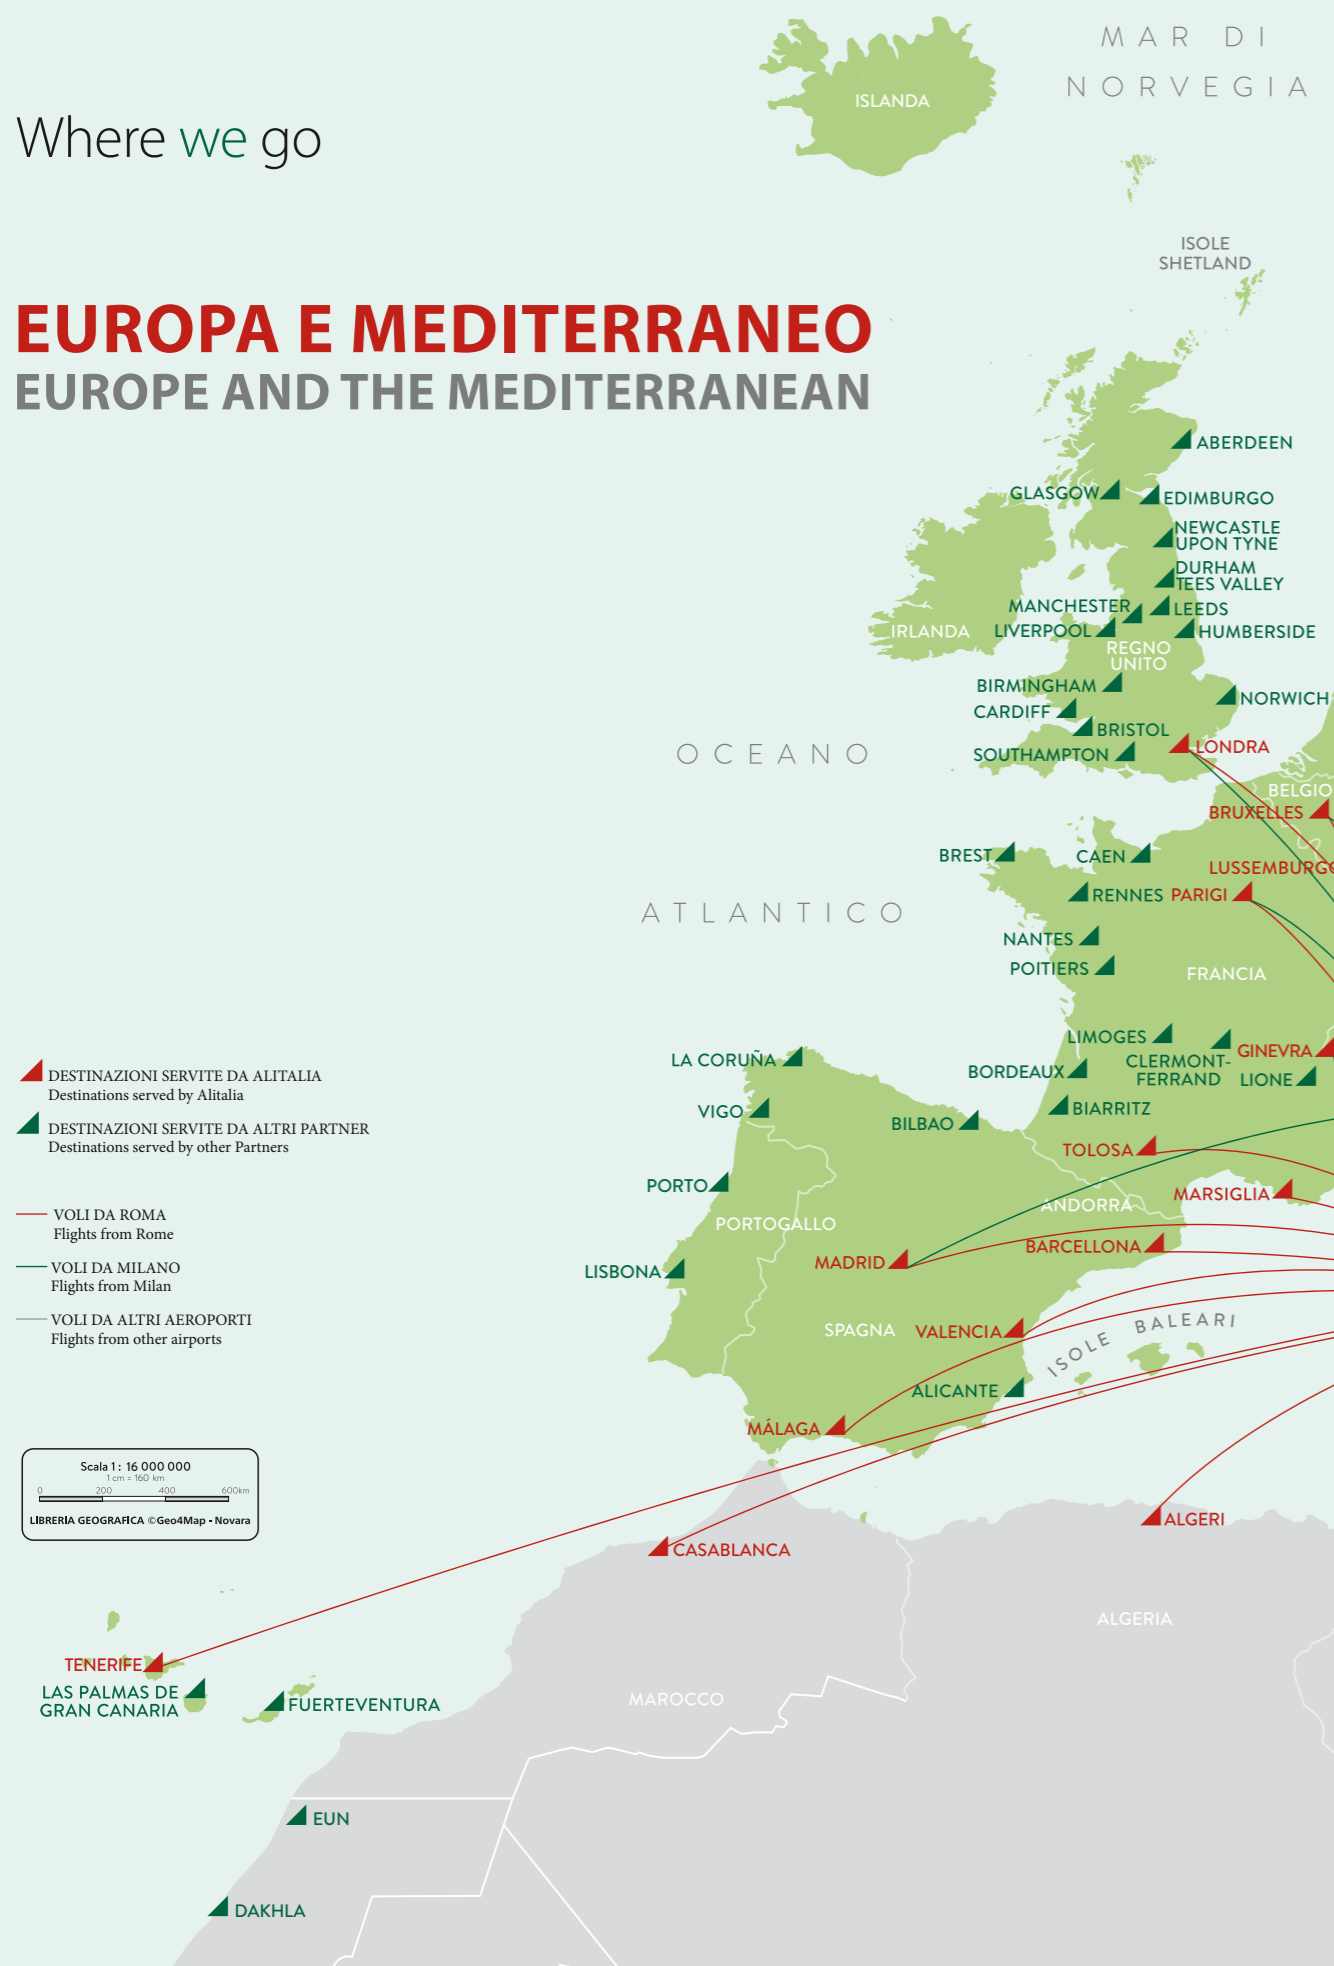 MAR DI
NORVEGIA
ISLANDA
Where we go
ISOLE
SHETLAND
EUROPA E MEDITERRANEO
EUROPE AND THE MEDITERRANEAN
ABERDEEN
GLASGOW
EDIMBURGO
NEWCASTLE
UPON TYNE
DURHAM
TEES VALLEY
MANCHESTER
LEEDS
LIVERPOOL
HUMBERSIDE
IRLANDA
REGNO
UNITO
BIRMINGHAM
NORWICH
CARDIFF
BRISTOL
SOUTHAMPTON
LONDRA
OCEANO
BELGIO
BRUXELLES
BREST
CAEN
LUSSEMBURGO
RENNES
PARIGI
ATLANTICO
NANTES
POITIERS
FRANCIA
LIMOGES
CLERMONT-
FERRAND
GINEVRA
LIONE
LA CORUÑA
BORDEAUX
DESTINAZIONI SERVITE DA ALITALIA
Destinations served by Alitalia
VIGO
BILBAO
BIARRITZ
DESTINAZIONI SERVITE DA ALTRI PARTNER
Destinations served by other Partners
TOLOSA
PORTO
MARSIGLIA
ANDORRA
VOLI DA ROMA
Flights from Rome
PORTOGALLO
BARCELLONA
MADRID
LISBONA
VOLI DA MILANO
Flights from Milan
VOLI DA ALTRI AEROPORTI
Flights from other airports
SPAGNA
VALENCIA
ISOLE BALEARI
ALICANTE
MÁLAGA
Scala 1 : 16 000 000
1 cm = 160 km
0 200 400 600km
LIBRERIA GEOGRAFICA ©Geo4Map - Novara
ALGERI
CASABLANCA
ALGERIA
TENERIFE
LAS PALMAS DE
GRAN CANARIA
FUERTEVENTURA
MAROCCO
EUN
DAKHLA